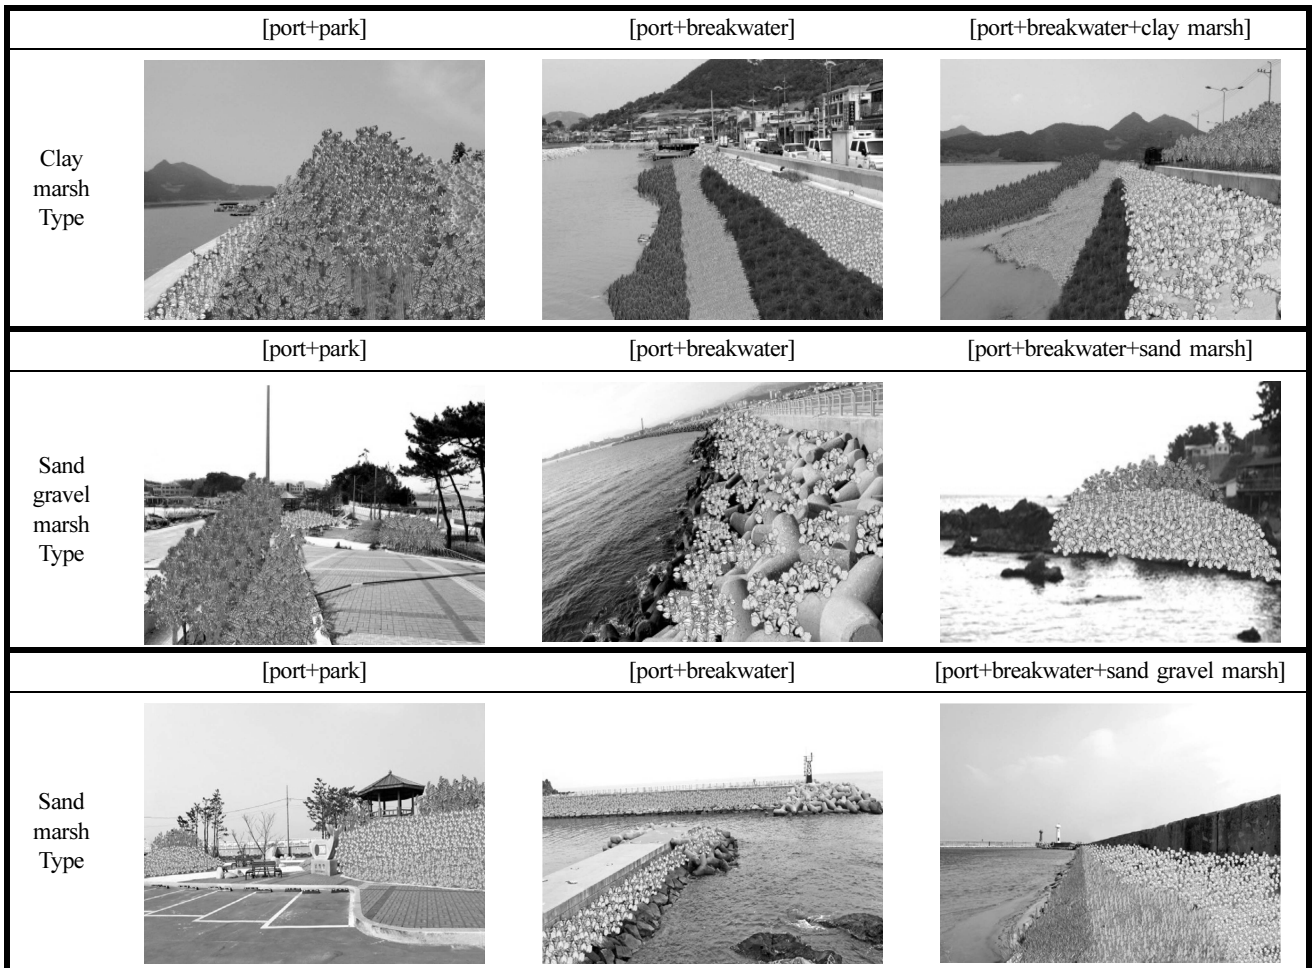 [port+park] [port+breakwater] [port+breakwater+clay marsh]
Clay
marsh
Type
[port+park] [port+breakwater] [port+breakwater+sand marsh]
Sand
gravel
marsh
Type
[port+park] [port+breakwater] [port+breakwater+sand gravel marsh]
Sand
marsh
Type